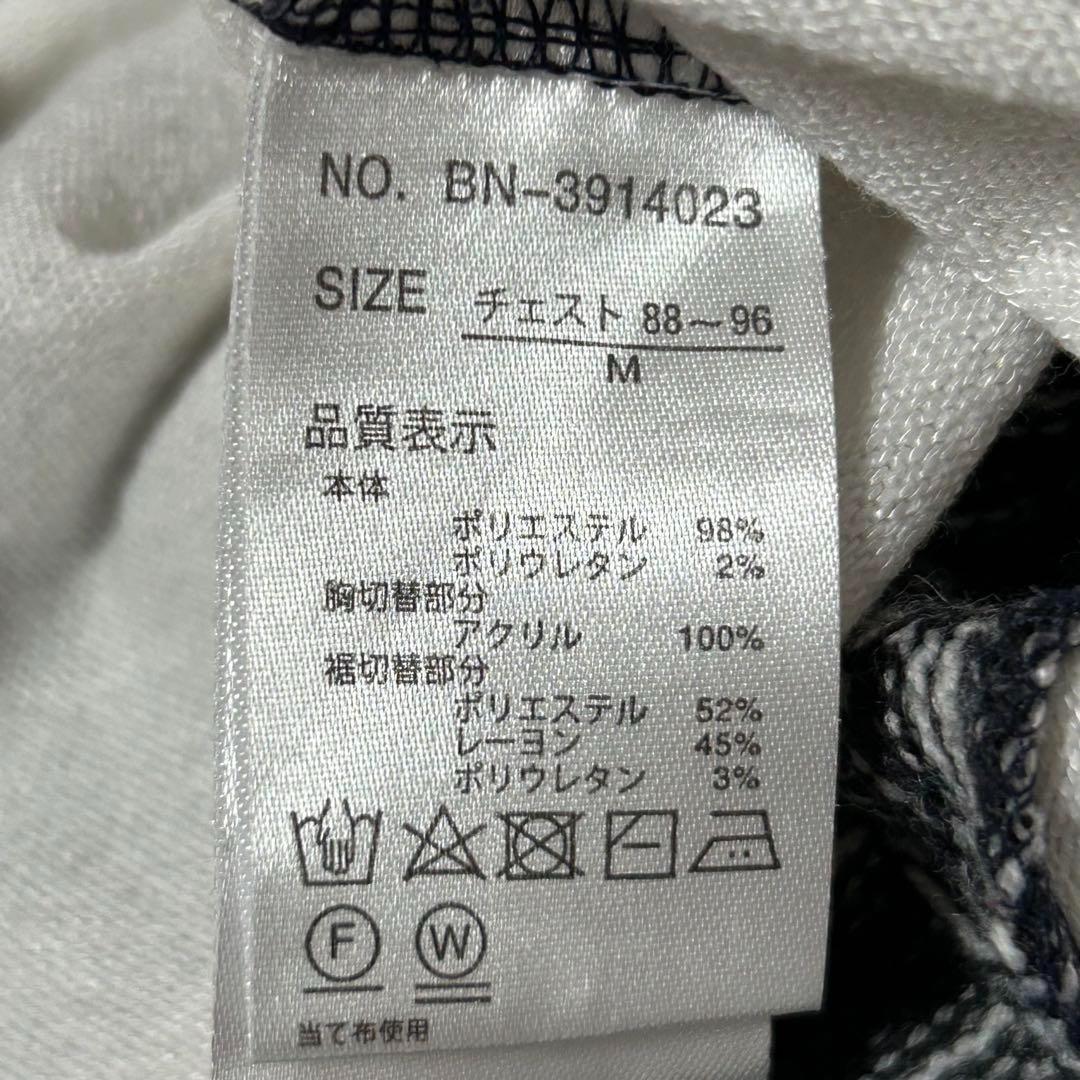 NO. BN-3914023
SIZE チェスト 88～96
M
品質表示
本体
ポリエステル 98%
ポリウレタン 2%
胸切替部分
アクリル 100%
裾切替部分
ポリエステル 52%
レーヨン 45%
ポリウレタン 3%
F W
当て布使用